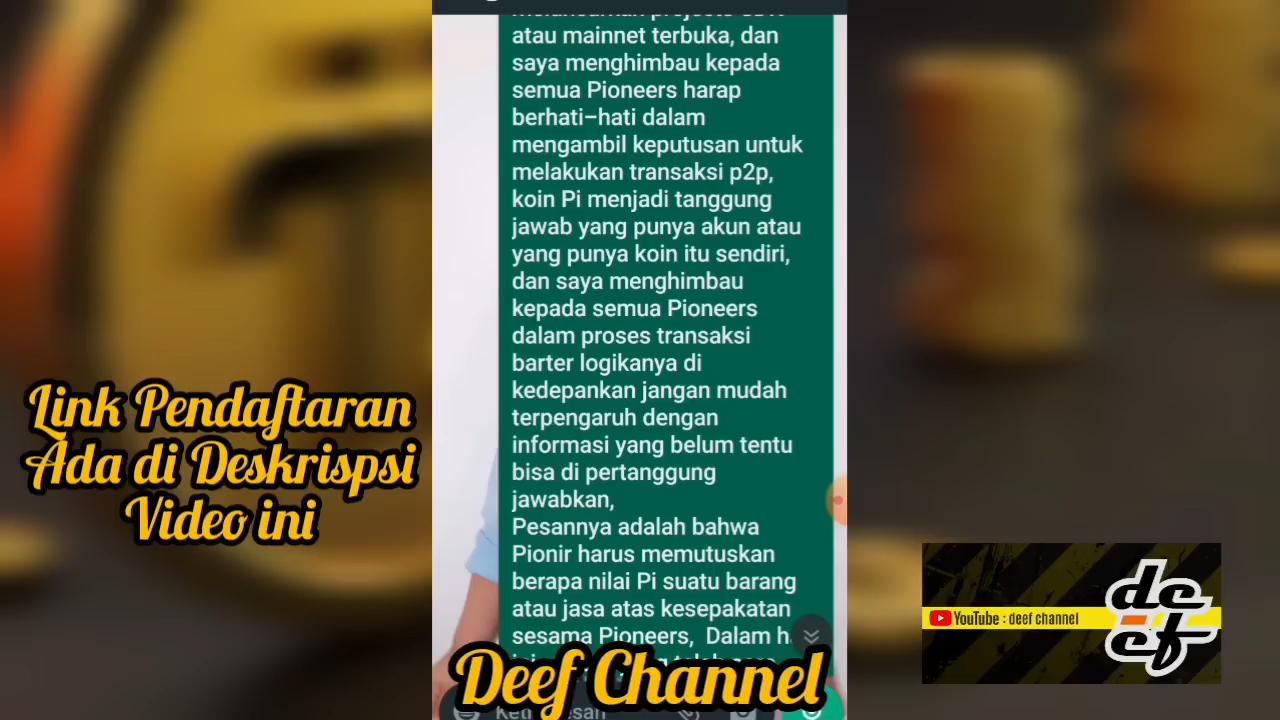 atau mainnet terbuka, dan
saya menghimbau kepada
semua Pioneers harap
berhati-hati dalam
mengambil keputusan untuk
melakukan transaksi p2p,
koin Pi menjadi tanggung
jawab yang punya akun atau
yang punya koin itu sendiri,
dan saya menghimbau
kepada semua Pioneers
dalam proses transaksi
barter logikanya di
kedepankan jangan mudah
terpengaruh dengan
informasi yang belum tentu
bisa di pertanggung
jawabkan,
Pesannya adalah bahwa
Pionir harus memutuskan
berapa nilai Pi suatu barang
atau jasa atas kesepakatan
sesama Pioneers, Dalam
Link Pendaftaran
Ada di Deskrispsi
Video ini
YouTube : deef channel
de
ef
Deef Channel